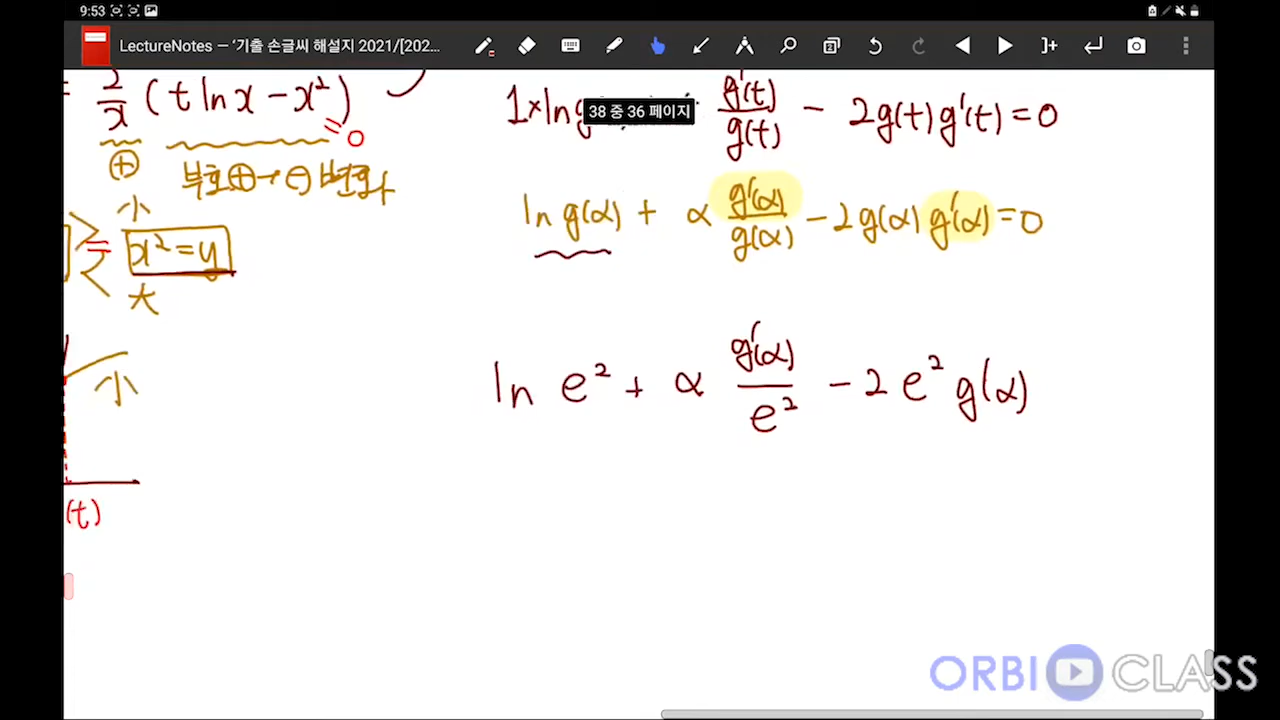 9:53
LectureNotes — ‘기출 손글씨 해설지 2021/[202…
= 2/x (t ln x − x²)
= 0
⊕ 부호⊕→⊖ 변화
小
x² = y
大
小
(t)
38 중 36 페이지
1×ln g g'(t)/g(t) − 2g(t)g'(t) = 0
ln g(α) + α g'(α)/g(α) − 2g(α)g'(α) = 0
ln e² + α g'(α)/e² − 2e² g(α)
ORBI CLASS